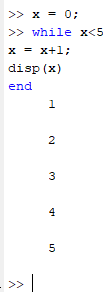 >> x = 0;
>> while x<5
x = x+1;
disp(x)
end
1
2
3
4
5
>>